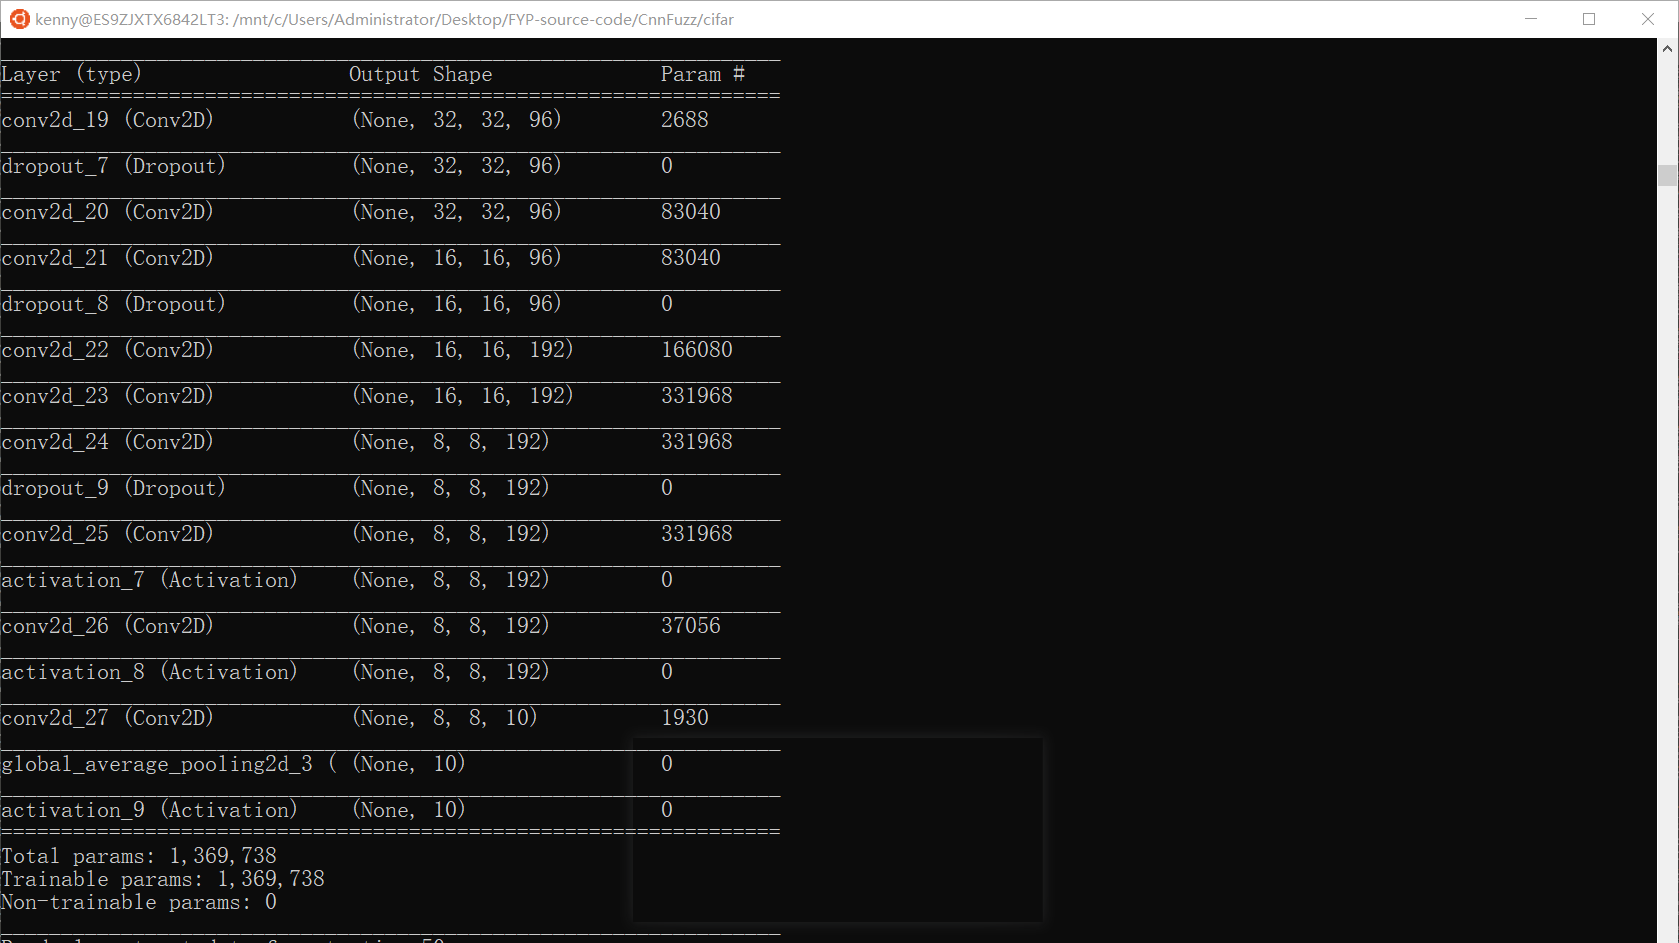 kenny@ES9ZJXTX6842LT3: /mnt/c/Users/Administrator/Desktop/FYP-source-code/CnnFuzz/cifar
Layer (type) Output Shape Param #
conv2d_19 (Conv2D) (None, 32, 32, 96) 2688
dropout_7 (Dropout) (None, 32, 32, 96) 0
conv2d_20 (Conv2D) (None, 32, 32, 96) 83040
conv2d_21 (Conv2D) (None, 16, 16, 96) 83040
dropout_8 (Dropout) (None, 16, 16, 96) 0
conv2d_22 (Conv2D) (None, 16, 16, 192) 166080
conv2d_23 (Conv2D) (None, 16, 16, 192) 331968
conv2d_24 (Conv2D) (None, 8, 8, 192) 331968
dropout_9 (Dropout) (None, 8, 8, 192) 0
conv2d_25 (Conv2D) (None, 8, 8, 192) 331968
activation_7 (Activation) (None, 8, 8, 192) 0
conv2d_26 (Conv2D) (None, 8, 8, 192) 37056
activation_8 (Activation) (None, 8, 8, 192) 0
conv2d_27 (Conv2D) (None, 8, 8, 10) 1930
global_average_pooling2d_3 ( (None, 10) 0
activation_9 (Activation) (None, 10) 0
Total params: 1,369,738
Trainable params: 1,369,738
Non-trainable params: 0